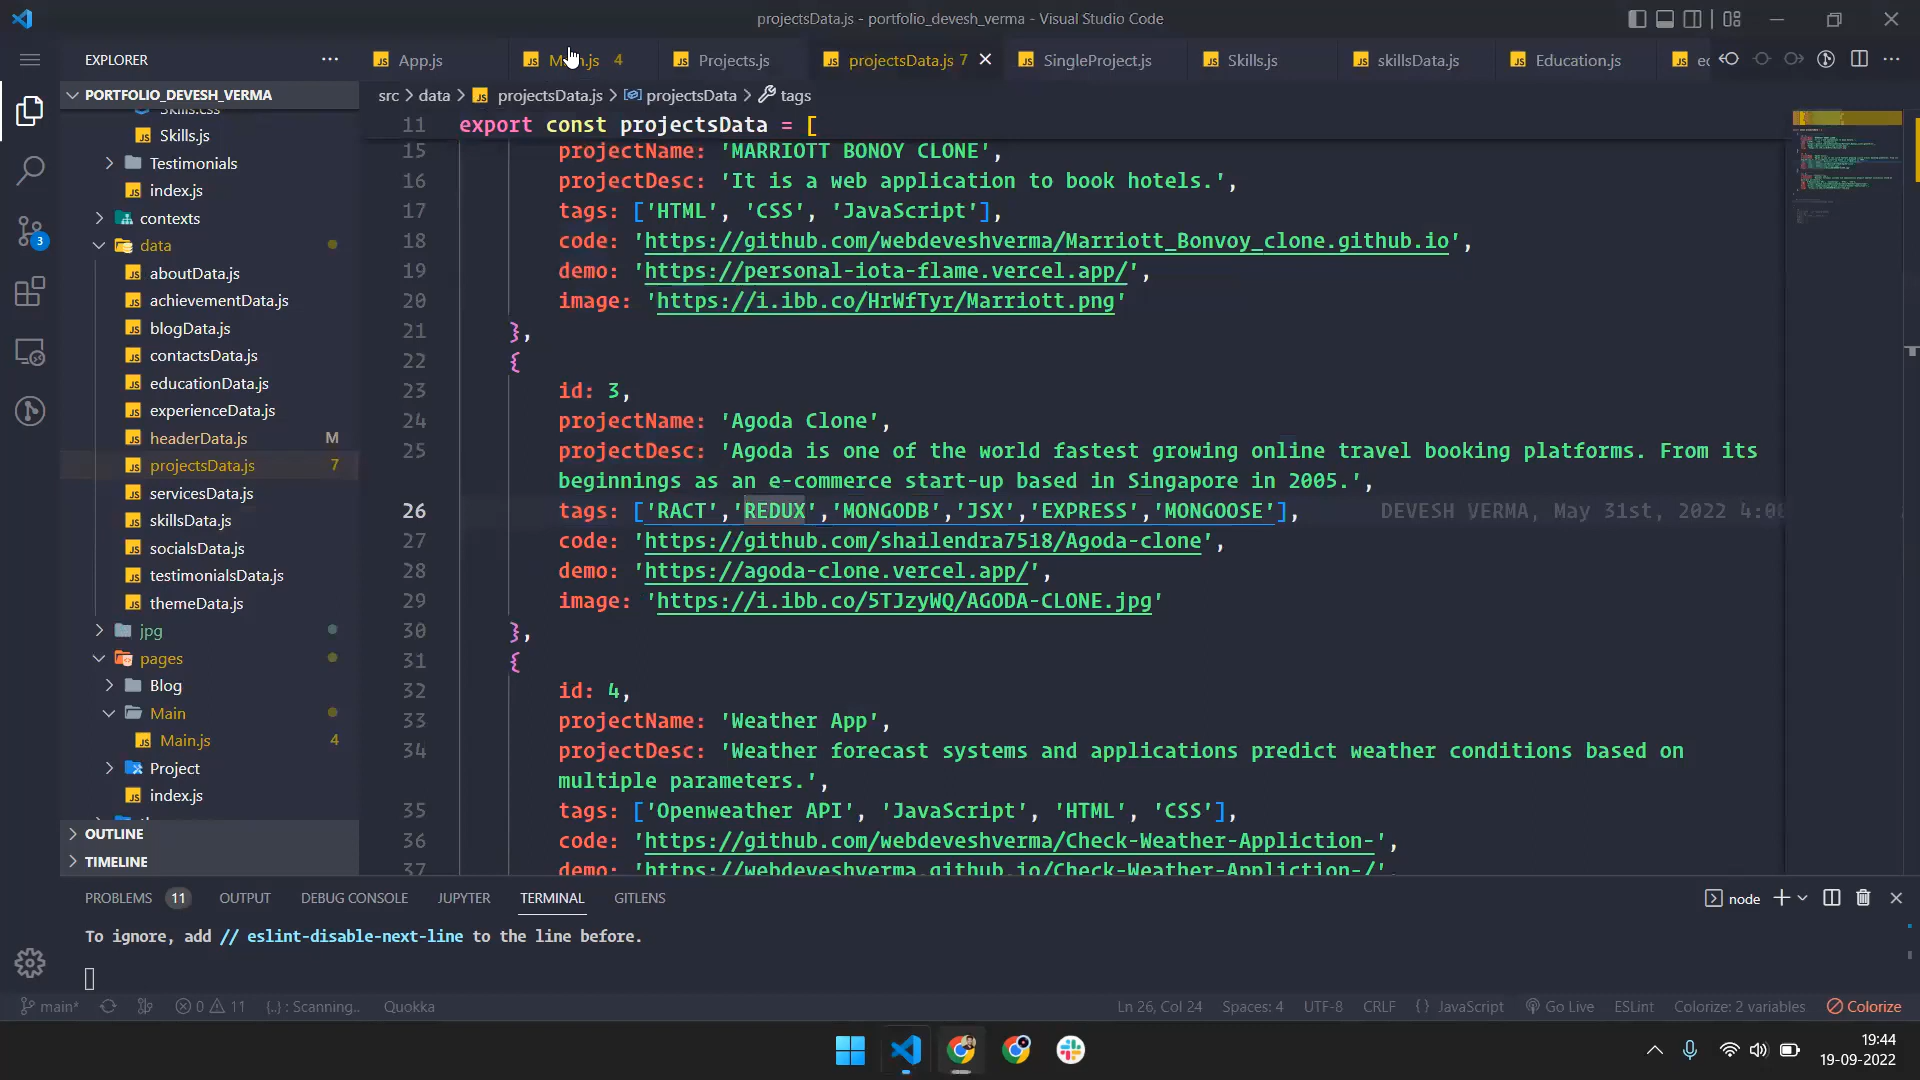 projectsData.js - portfolio_devesh_verma - Visual Studio Code
EXPLORER
App.js
Main.js 4
Projects.js
projectsData.js 7
SingleProject.js
Skills.js
skillsData.js
Education.js
PORTFOLIO_DEVESH_VERMA
src > data > projectsData.js > projectsData > tags
Skills.css
Skills.js
Testimonials
index.js
contexts
data
aboutData.js
achievementData.js
blogData.js
contactsData.js
educationData.js
experienceData.js
headerData.js M
projectsData.js 7
servicesData.js
skillsData.js
socialsData.js
testimonialsData.js
themeData.js
jpg
pages
Blog
Main
Main.js 4
Project
index.js
OUTLINE
TIMELINE
3
11 export const projectsData = [
15 projectName: 'MARRIOTT BONOY CLONE',
16 projectDesc: 'It is a web application to book hotels.',
17 tags: ['HTML', 'CSS', 'JavaScript'],
18 code: 'https://github.com/webdeveshverma/Marriott_Bonvoy_clone.github.io',
19 demo: 'https://personal-iota-flame.vercel.app/',
20 image: 'https://i.ibb.co/HrWfTyr/Marriott.png'
21 },
22 {
23 id: 3,
24 projectName: 'Agoda Clone',
25 projectDesc: 'Agoda is one of the world fastest growing online travel booking platforms. From its
beginnings as an e-commerce start-up based in Singapore in 2005.',
26 tags: ['RACT','REDUX','MONGODB','JSX','EXPRESS','MONGOOSE'], DEVESH VERMA, May 31st, 2022 4:0
27 code: 'https://github.com/shailendra7518/Agoda-clone',
28 demo: 'https://agoda-clone.vercel.app/',
29 image: 'https://i.ibb.co/5TJzyWQ/AGODA-CLONE.jpg'
30 },
31 {
32 id: 4,
33 projectName: 'Weather App',
34 projectDesc: 'Weather forecast systems and applications predict weather conditions based on
multiple parameters.',
35 tags: ['Openweather API', 'JavaScript', 'HTML', 'CSS'],
36 code: 'https://github.com/webdeveshverma/Check-Weather-Appliction-',
37 demo: 'https://webdeveshverma.github.io/Check-Weather-Appliction-/'
PROBLEMS 11 OUTPUT DEBUG CONSOLE JUPYTER TERMINAL GITLENS
node
To ignore, add // eslint-disable-next-line to the line before.
main* 0 11 {..} : Scanning.. Quokka
Ln 26, Col 24 Spaces: 4 UTF-8 CRLF { } JavaScript Go Live ESLint Colorize: 2 variables Colorize
19:44
19-09-2022